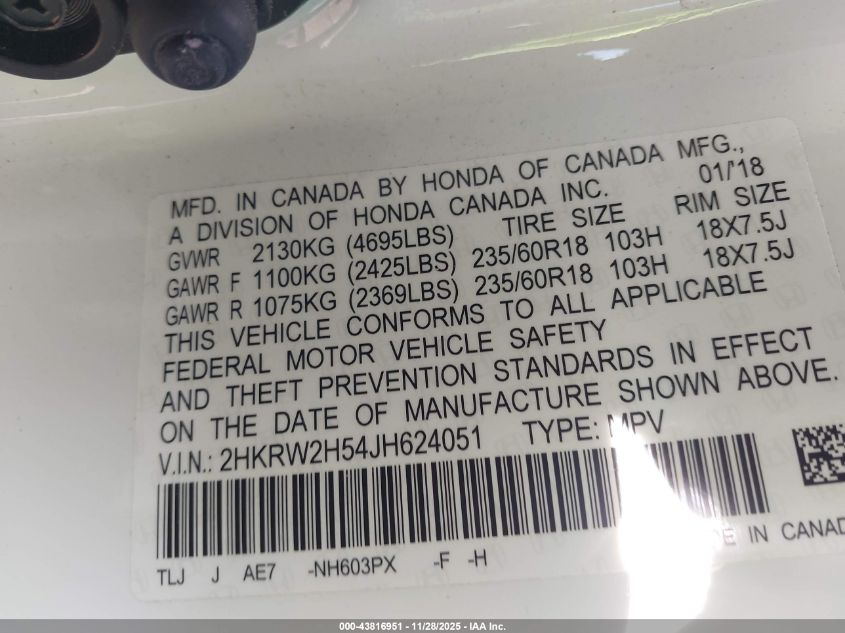 MFD. IN CANADA BY HONDA OF CANADA MFG.,
A DIVISION OF HONDA CANADA INC. 01/'18
GVWR 2130KG (4695LBS) TIRE SIZE RIM SIZE
GAWR F 1100KG (2425LBS) 235/60R18 103H 18X7.5J
GAWR R 1075KG (2369LBS) 235/60R18 103H 18X7.5J
THIS VEHICLE CONFORMS TO ALL APPLICABLE
FEDERAL MOTOR VEHICLE SAFETY
AND THEFT PREVENTION STANDARDS IN EFFECT
ON THE DATE OF MANUFACTURE SHOWN ABOVE.
V.I.N.: 2HKRW2H54JH624051 TYPE: MPV
IN CANADA
TLJ J AE7 -NH603PX -F -H
000-43816951 - 11/28/2025 - IAA Inc.